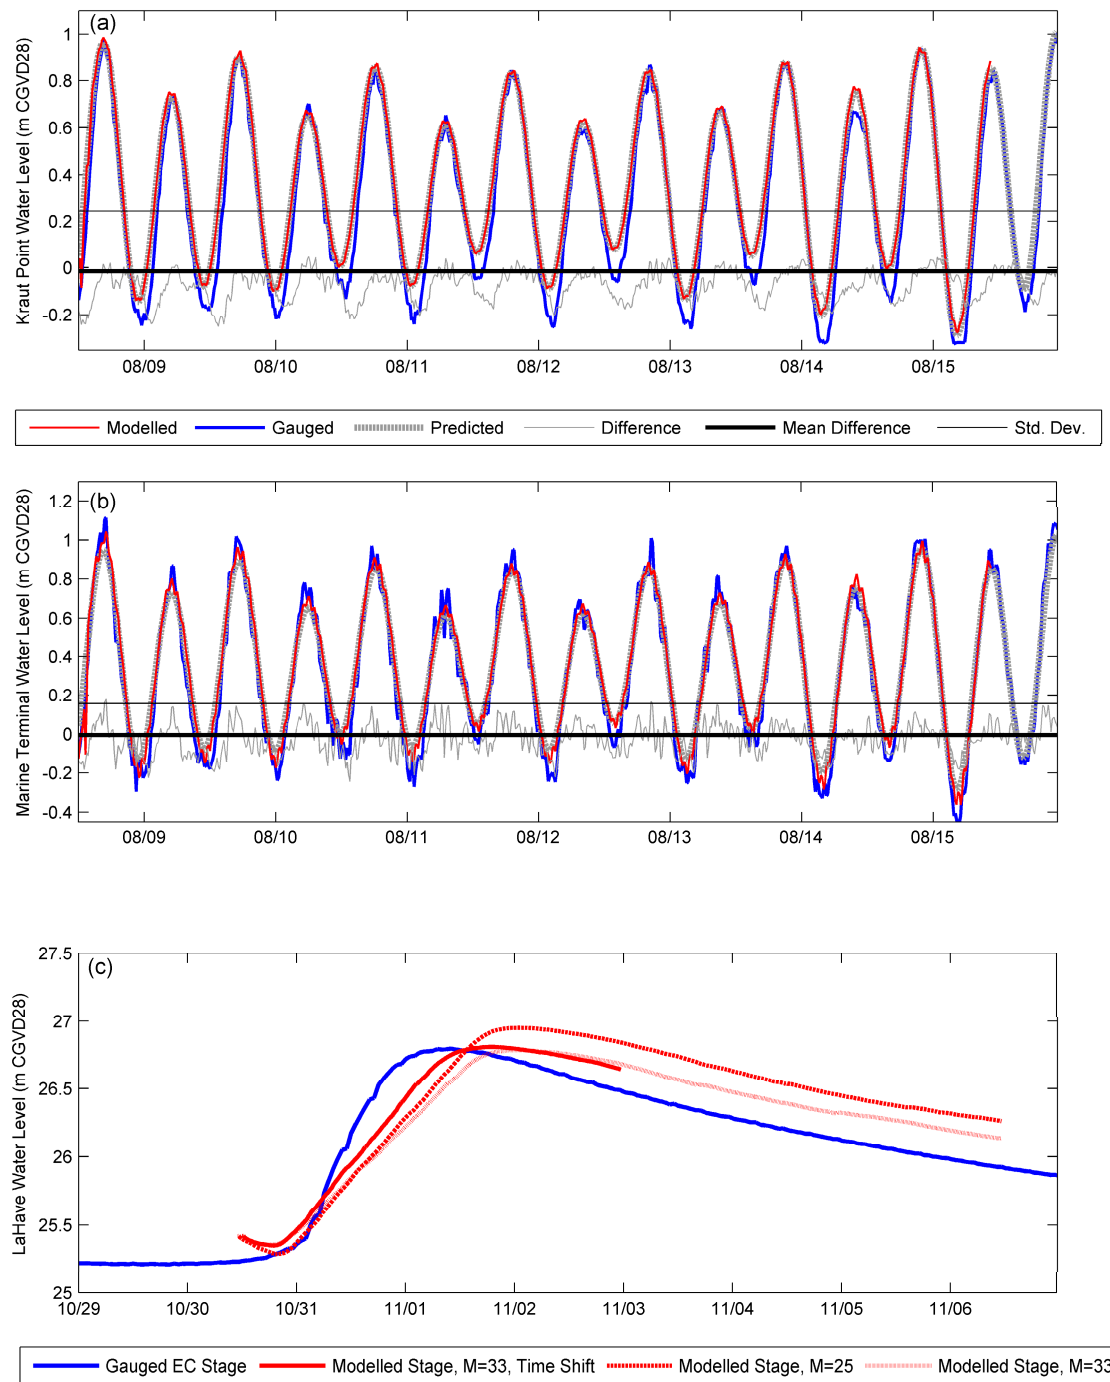 (a)
Kraut Point Water Level (m CGVD28)
1
0.8
0.6
0.4
0.2
0
-0.2
08/09 08/10 08/11 08/12 08/13 08/14 08/15
Modelled Gauged Predicted Difference Mean Difference Std. Dev.
(b)
Marine Terminal Water Level (m CGVD28)
1.2
1
0.8
0.6
0.4
0.2
0
-0.2
-0.4
08/09 08/10 08/11 08/12 08/13 08/14 08/15
(c)
LaHave Water Level (m CGVD28)
27.5
27
26.5
26
25.5
25
10/29 10/30 10/31 11/01 11/02 11/03 11/04 11/05 11/06
Gauged EC Stage Modelled Stage, M=33, Time Shift Modelled Stage, M=25 Modelled Stage, M=33